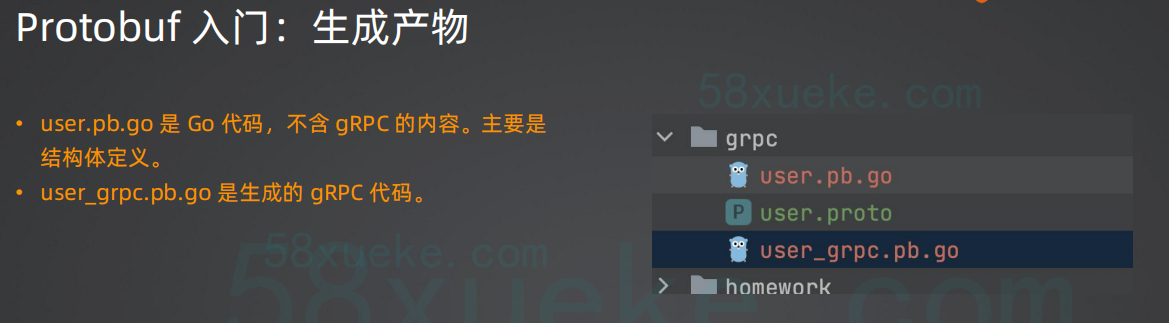 Protobuf 入门：生成产物
58xueke.com
• user.pb.go 是 Go 代码，不含 gRPC 的内容。主要是
结构体定义。
• user_grpc.pb.go 是生成的 gRPC 代码。
grpc
user.pb.go
P user.proto
user_grpc.pb.go
homework
58xueke.com
58xueke.com